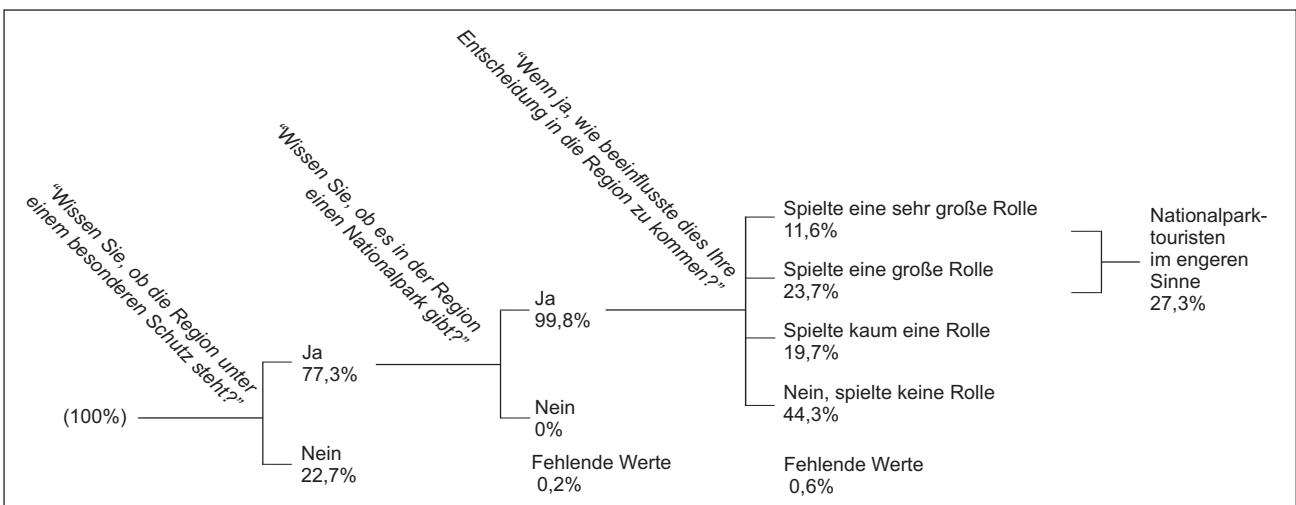 “Wissen Sie, ob die Region unter
einem besonderen Schutz steht?”
“Wissen Sie, ob es in der Region
einen Nationalpark gibt?”
“Wenn ja, wie beeinflusste dies Ihre
Entscheidung in die Region zu kommen?”
(100%)
Ja
77,3%
Nein
22,7%
Ja
99,8%
Nein
0%
Fehlende Werte
0,2%
Spielte eine sehr große Rolle
11,6%
Spielte eine große Rolle
23,7%
Spielte kaum eine Rolle
19,7%
Nein, spielte keine Rolle
44,3%
Fehlende Werte
0,6%
Nationalpark-
touristen
im engeren
Sinne
27,3%